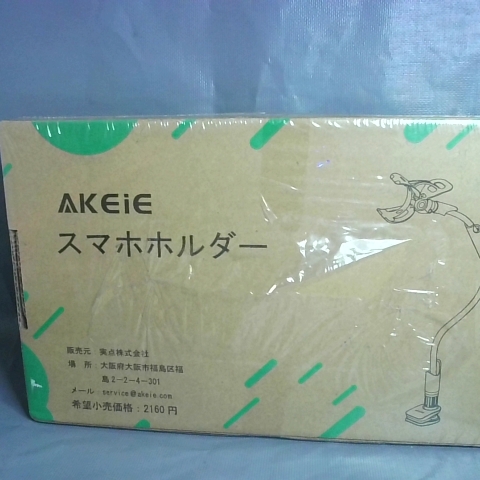 AKEiE
スマホホルダー
販売元：実点株式会社
場　所：大阪府大阪市福島区福
島2-2-4-301
メール：service@akeie.com
希望小売価格：2160円